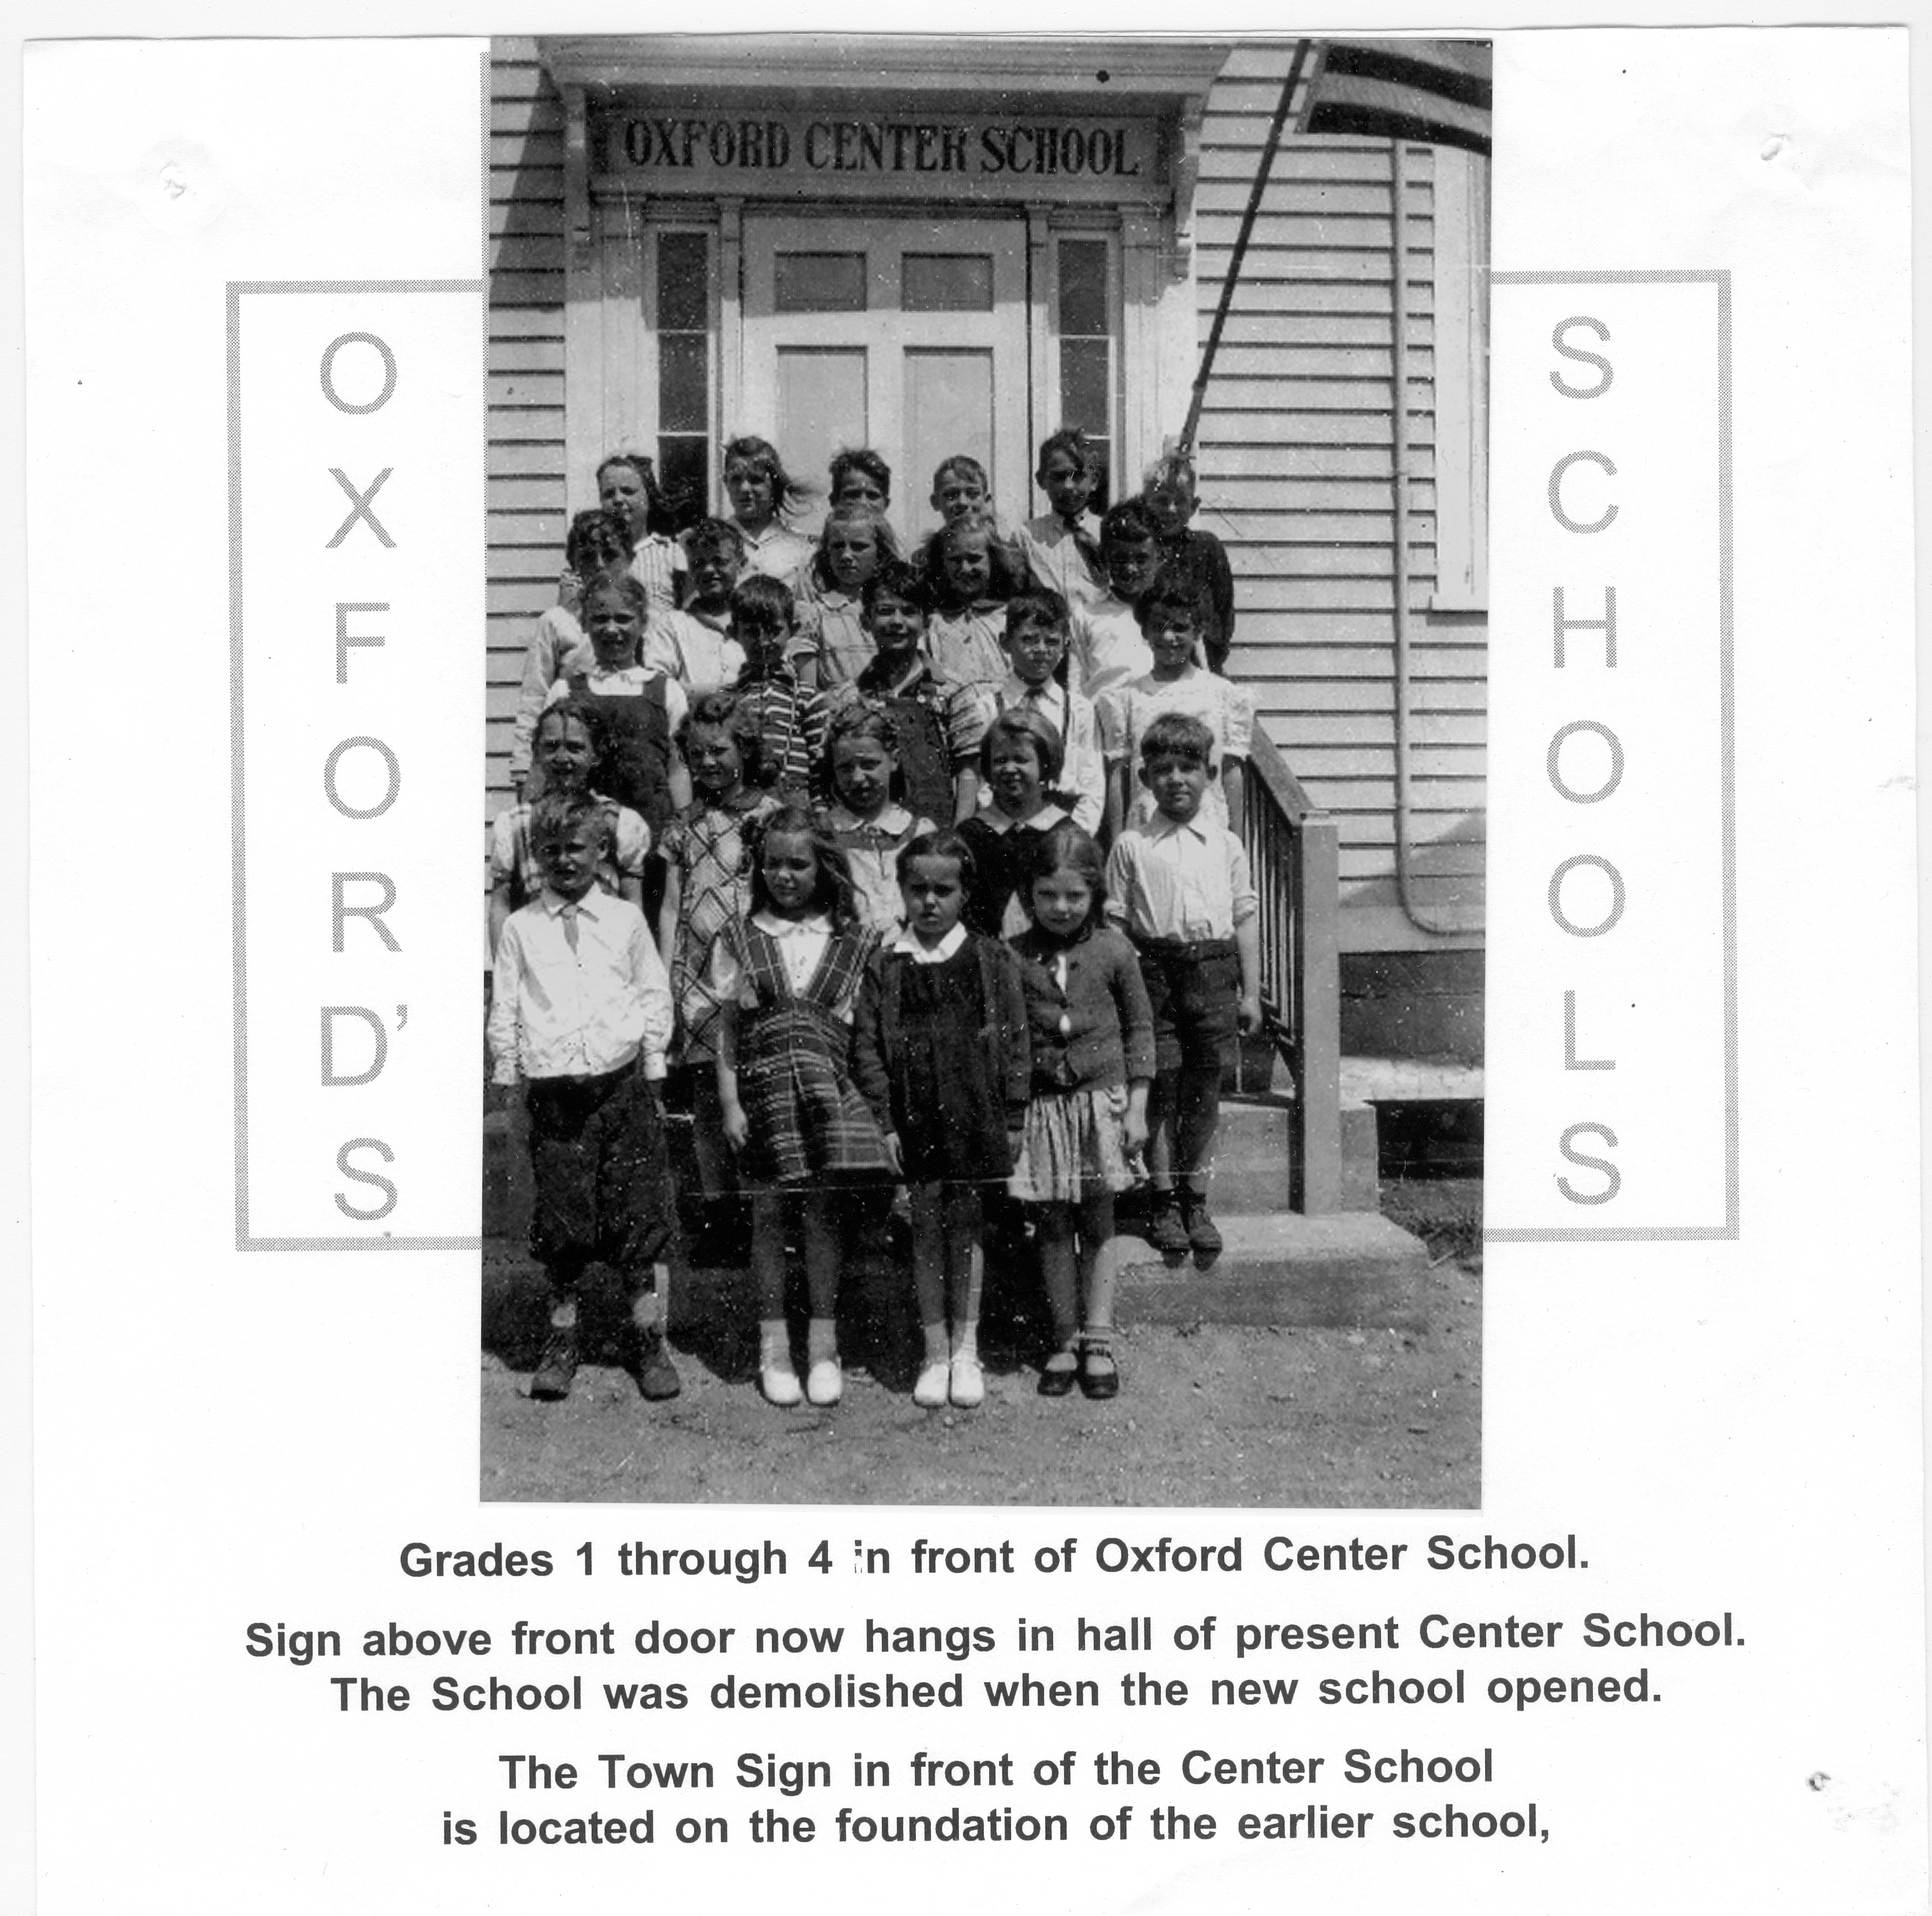 OXFORD CENTER SCHOOL
OXFORD'S
SCHOOLS
Grades 1 through 4 in front of Oxford Center School.
Sign above front door now hangs in hall of present Center School.
The School was demolished when the new school opened.
The Town Sign in front of the Center School
is located on the foundation of the earlier school,